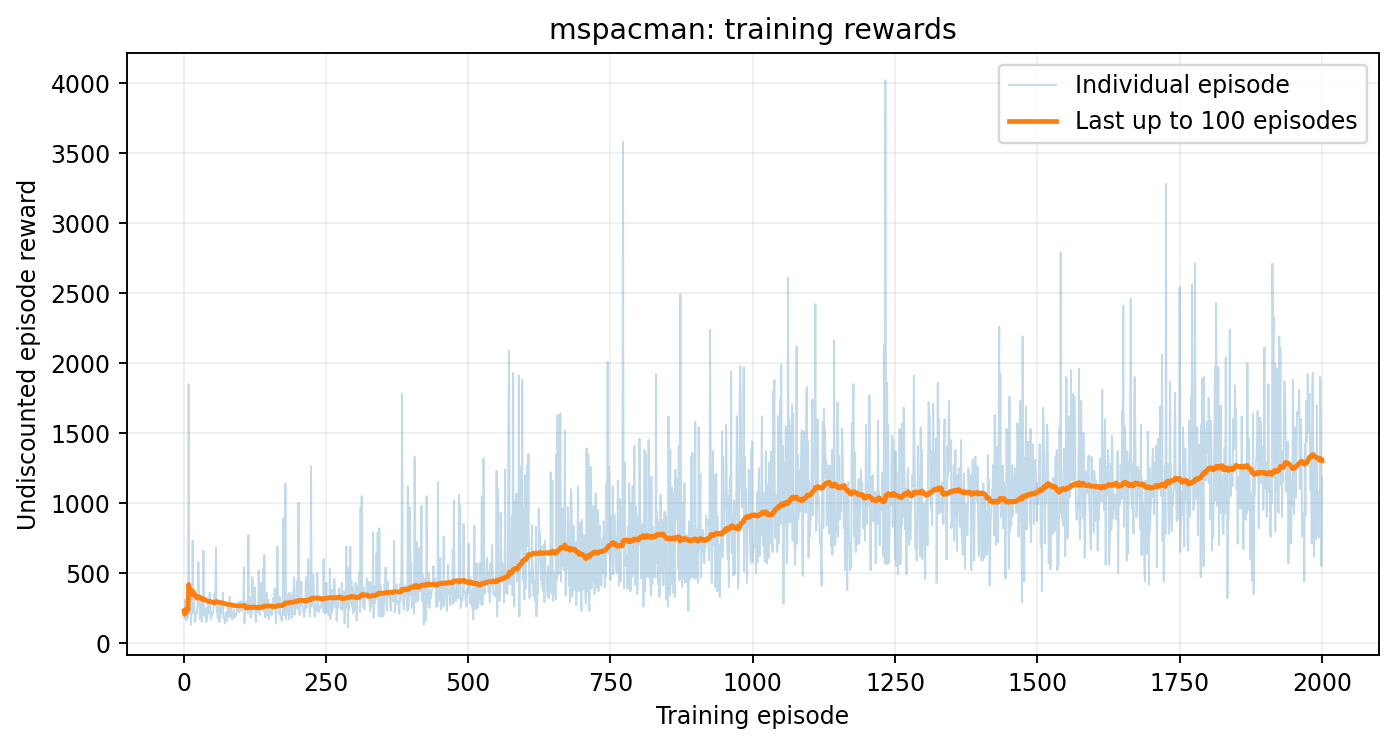 mspacman: training rewards
Individual episode
Last up to 100 episodes
Undiscounted episode reward
4000
3500
3000
2500
2000
1500
1000
500
0
0 250 500 750 1000 1250 1500 1750 2000
Training episode